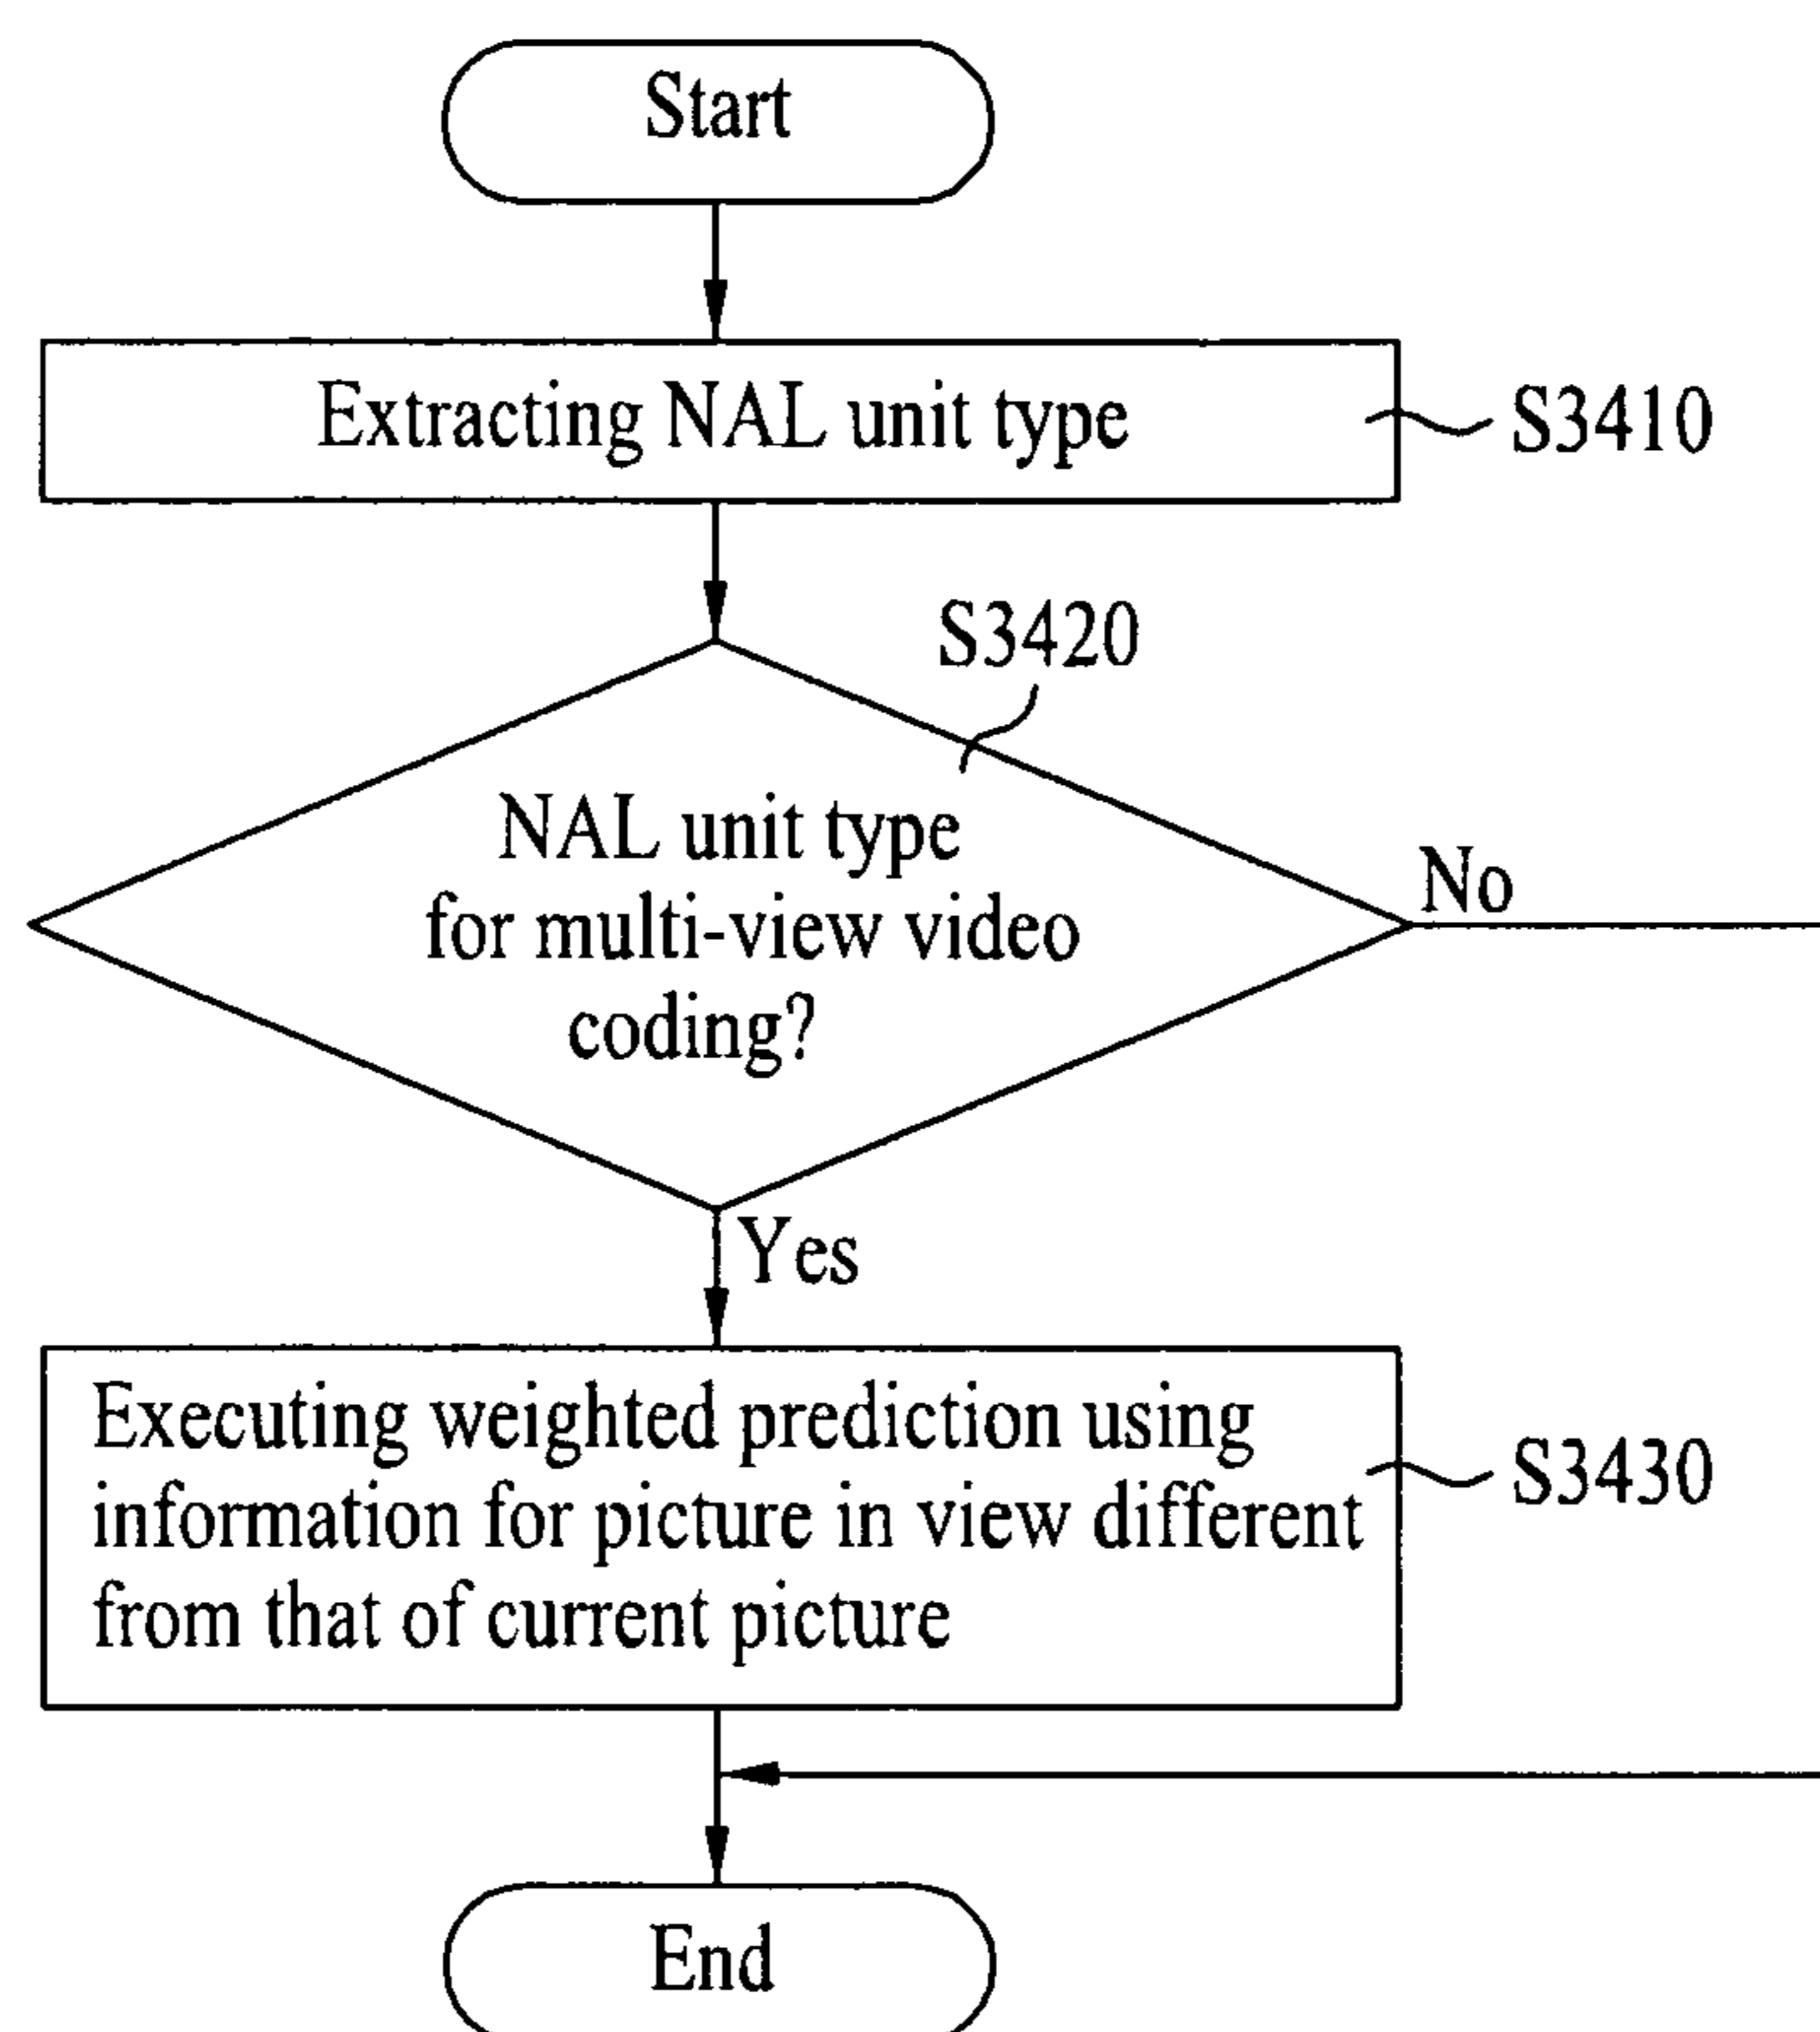 Start
Extracting NAL unit type
S3410
S3420
NAL unit type
for multi-view video
coding?
No
Yes
Executing weighted prediction using
information for picture in view different
from that of current picture
S3430
End